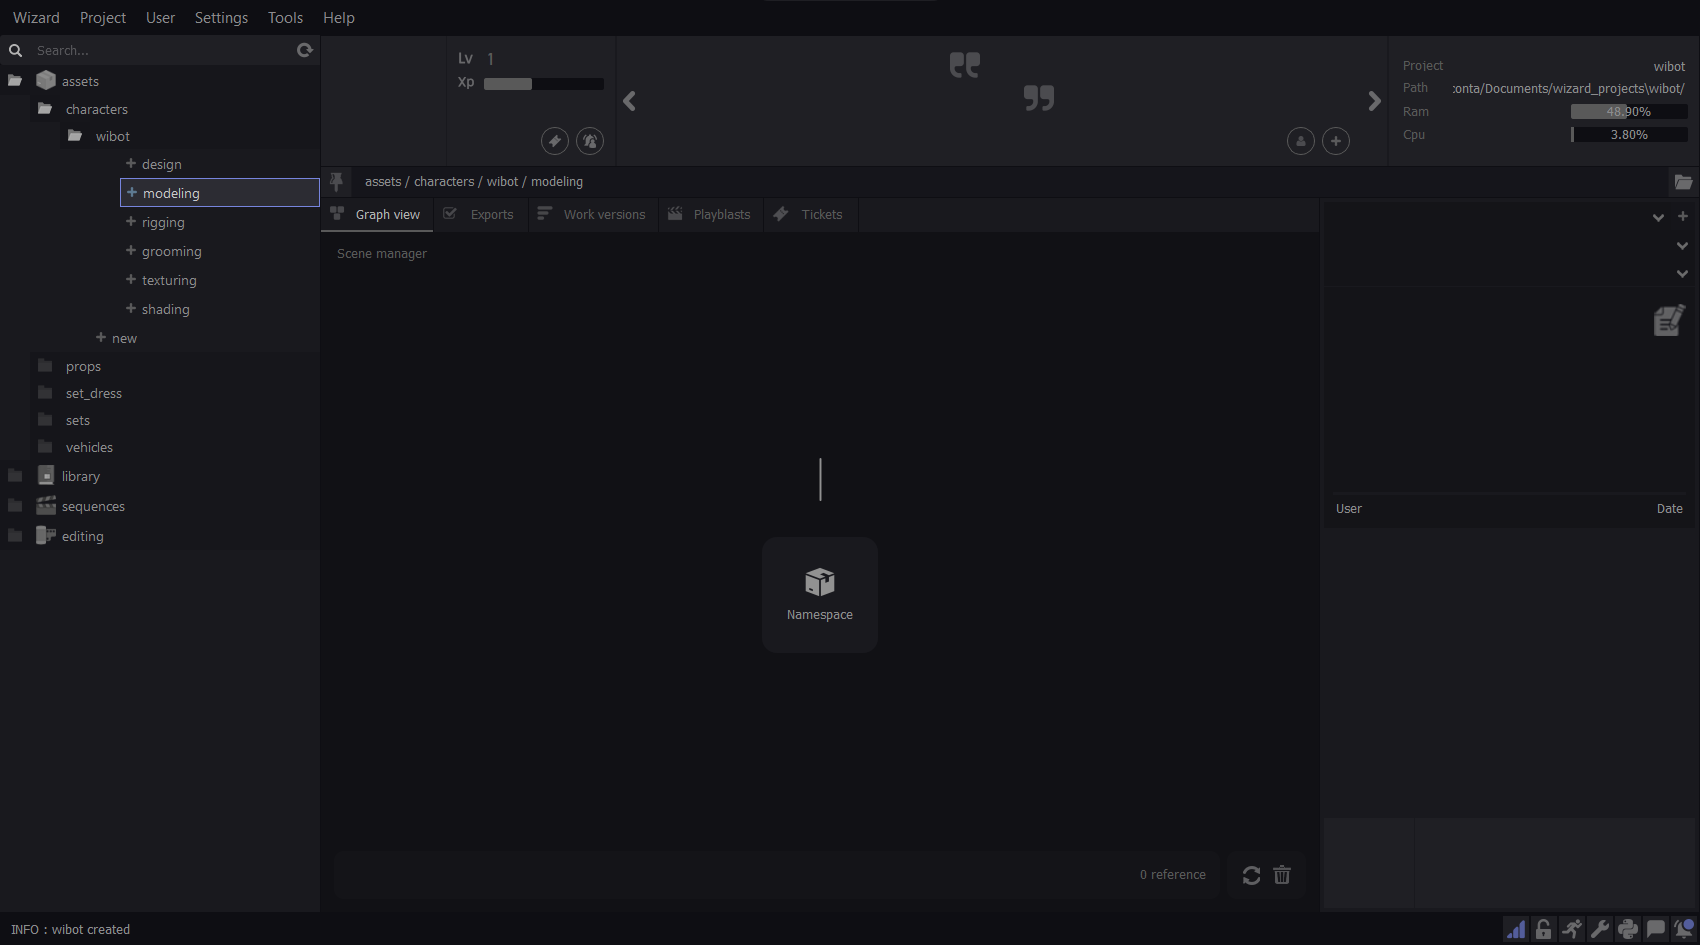 Wizard Project User Settings Tools Help
Search...
assets
characters
wibot
design
modeling
rigging
grooming
texturing
shading
new
props
set_dress
sets
vehicles
library
sequences
editing
Lv 1
Xp
Project wibot
Path :onta/Documents/wizard_projects\wibot/
Ram 48.90%
Cpu 3.80%
assets / characters / wibot / modeling
Graph view Exports Work versions Playblasts Tickets
Scene manager
Namespace
0 reference
User Date
INFO : wibot created